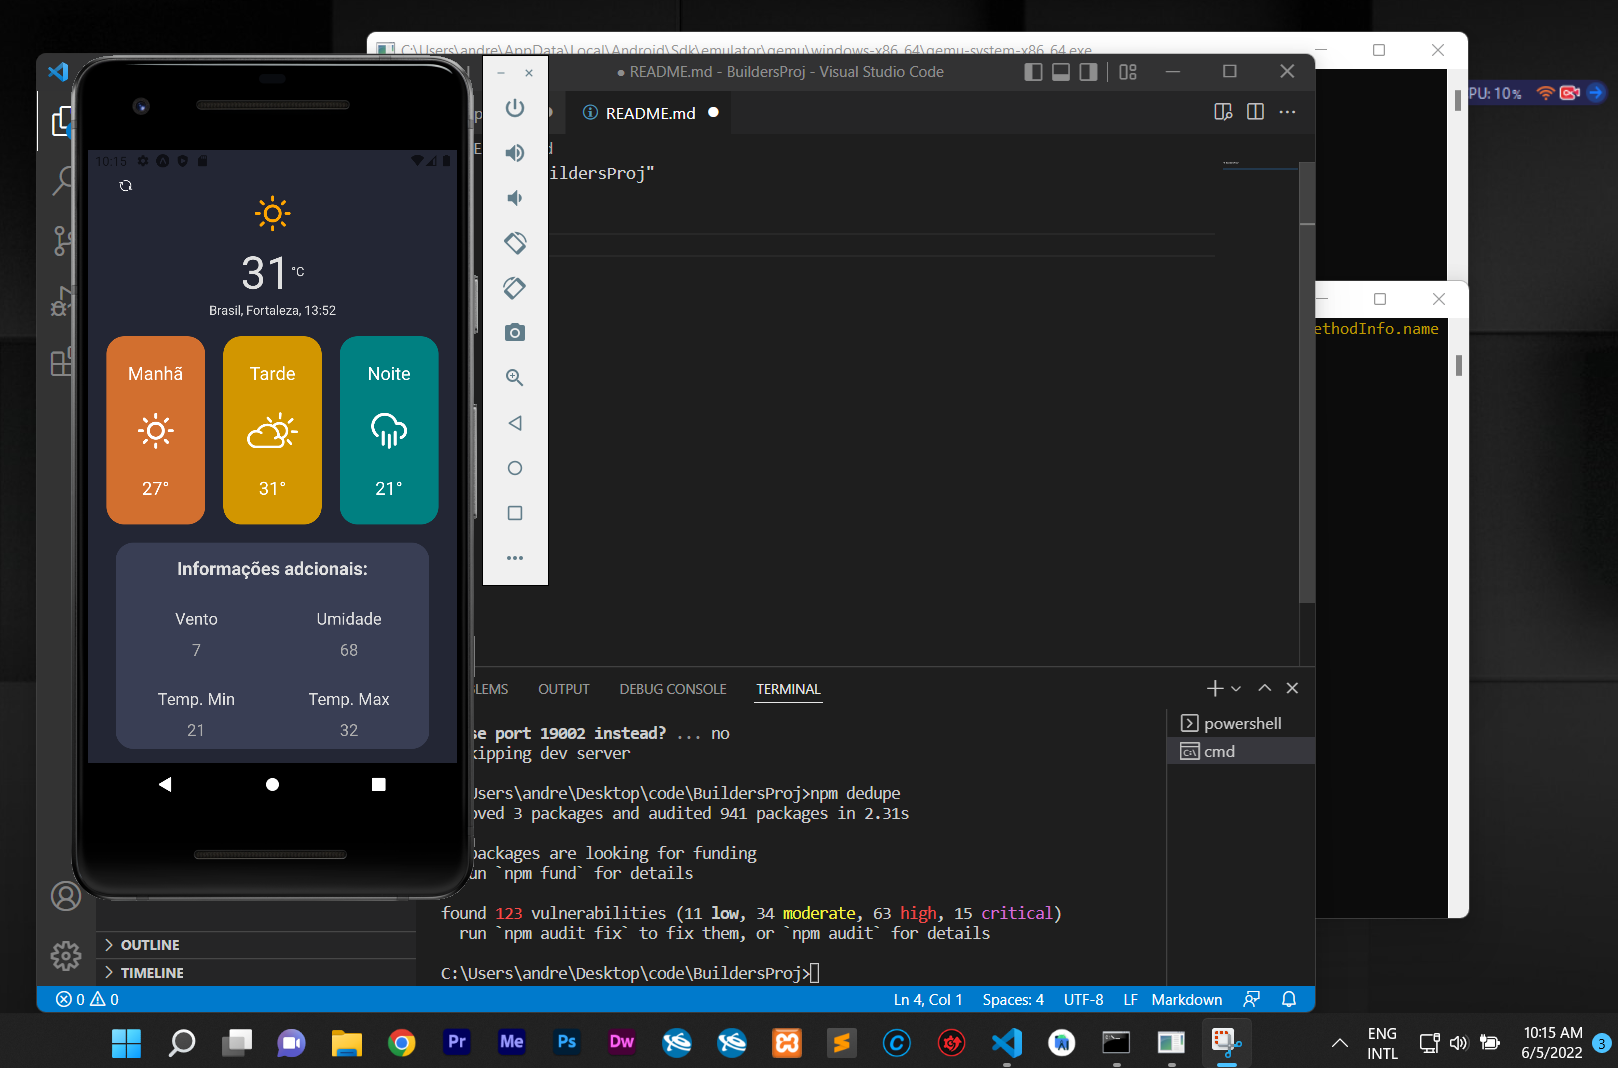 C:\Users\andre\AppData\Local\Android\Sdk\emulator\qemu\windows-x86_64\qemu-system-x86_64.exe
README.md - BuildersProj - Visual Studio Code
PU: 10%
README.md
ildersProj"
10:15
31 °C
Brasil, Fortaleza, 13:52
Manhã
Tarde
Noite
27°
31°
21°
Informações adcionais:
Vento
Umidade
7
68
Temp. Min
Temp. Max
21
32
ethodInfo.name
LEMS
OUTPUT
DEBUG CONSOLE
TERMINAL
powershell
cmd
se port 19002 instead? ... no
kipping dev server
sers\andre\Desktop\code\BuildersProj>npm dedupe
oved 3 packages and audited 941 packages in 2.31s
packages are looking for funding
un `npm fund` for details
found 123 vulnerabilities (11 low, 34 moderate, 63 high, 15 critical)
run `npm audit fix` to fix them, or `npm audit` for details
C:\Users\andre\Desktop\code\BuildersProj>
OUTLINE
TIMELINE
0
0
Ln 4, Col 1
Spaces: 4
UTF-8
LF
Markdown
Pr
Me
Ps
Dw
ENG
INTL
10:15 AM
6/5/2022
3